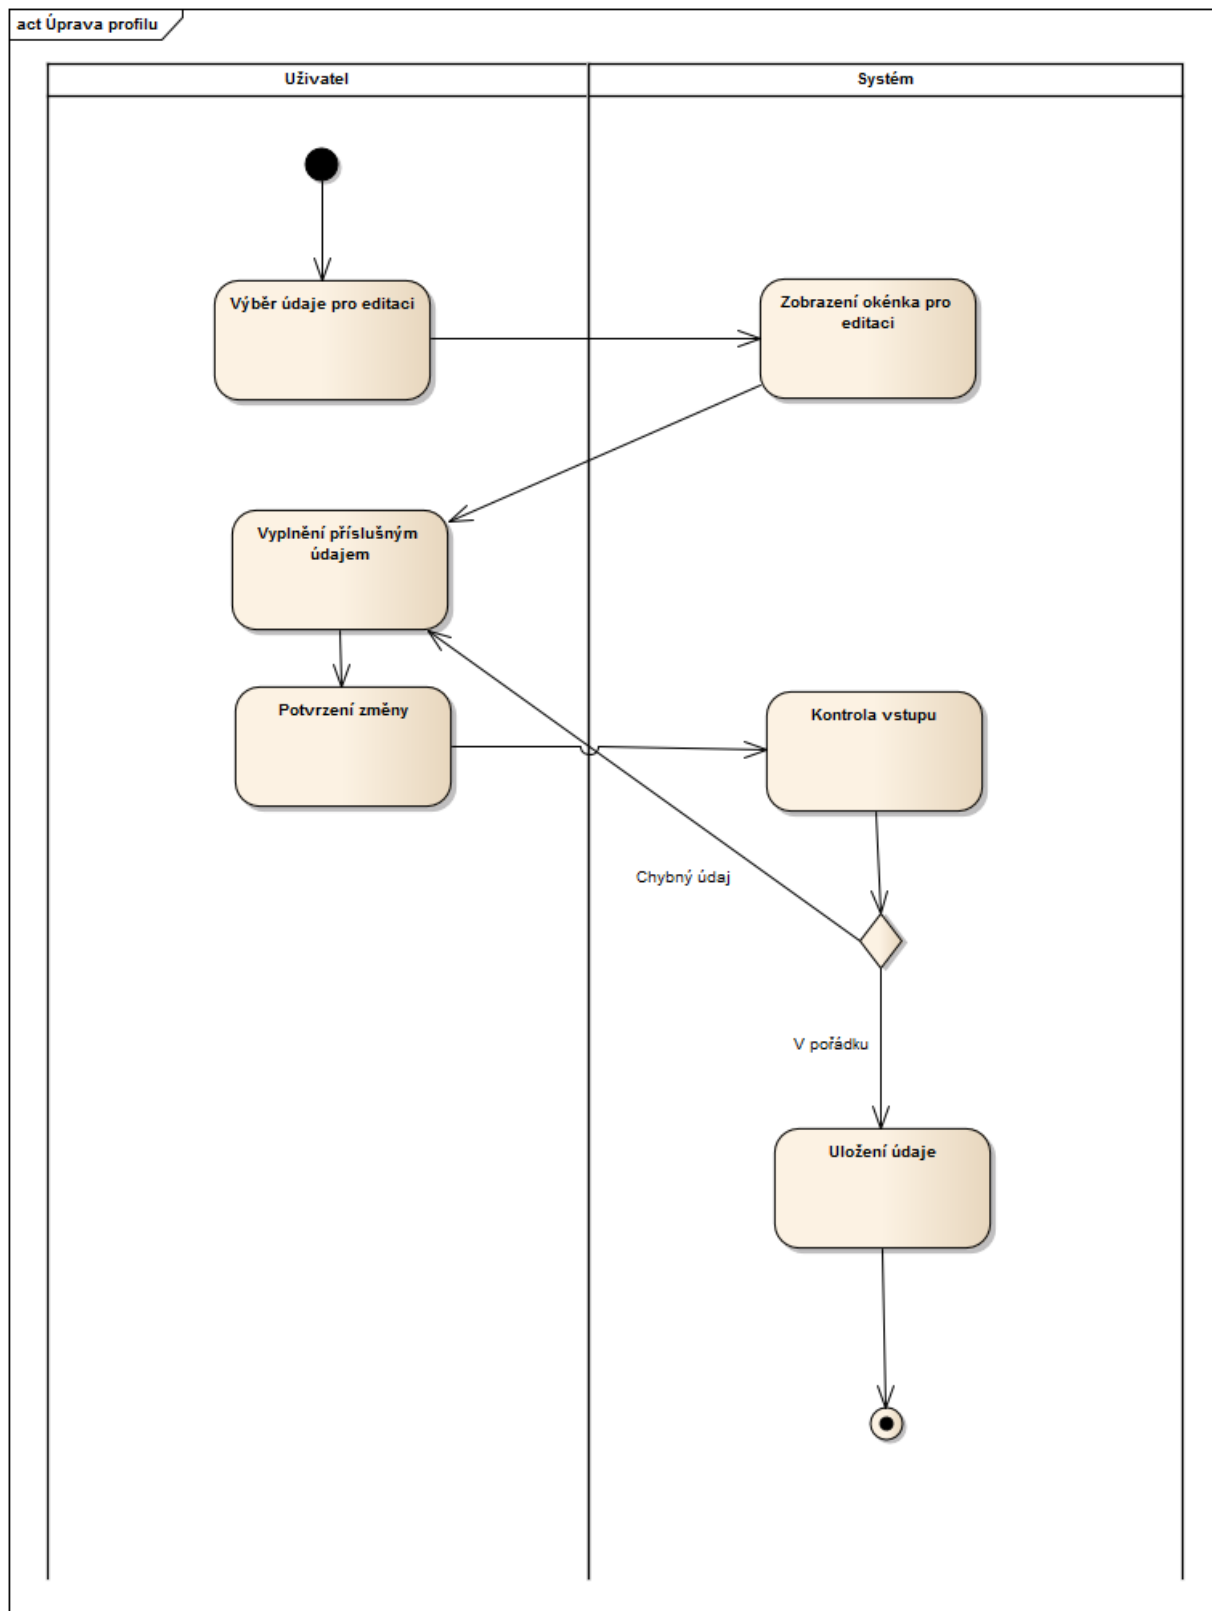 act Úprava profilu
Uživatel
Systém
Výběr údaje pro editaci
Zobrazení okénka pro
editaci
Vyplnění příslušným
údajem
Potvrzení změny
Kontrola vstupu
Chybný údaj
V pořádku
Uložení údaje